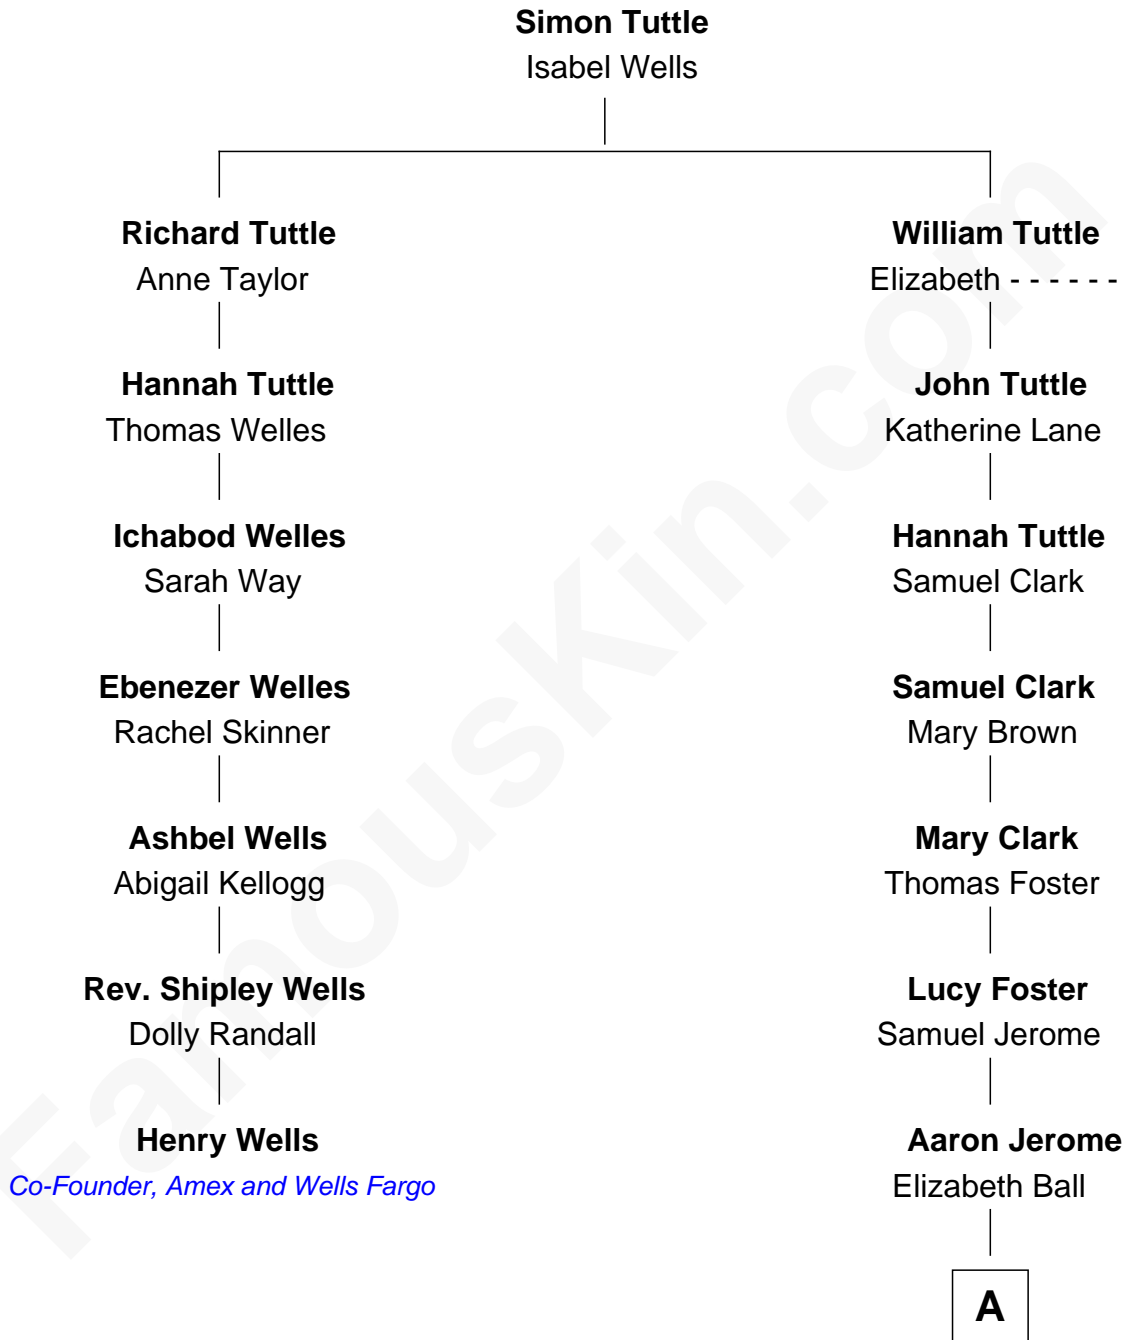 Simon Tuttle
Isabel Wells
Richard Tuttle
Anne Taylor
William Tuttle
Elizabeth - - - - - -
Hannah Tuttle
Thomas Welles
John Tuttle
Katherine Lane
Ichabod Welles
Sarah Way
Hannah Tuttle
Samuel Clark
Ebenezer Welles
Rachel Skinner
Samuel Clark
Mary Brown
Ashbel Wells
Abigail Kellogg
Mary Clark
Thomas Foster
Rev. Shipley Wells
Dolly Randall
Lucy Foster
Samuel Jerome
Henry Wells
Co-Founder, Amex and Wells Fargo
Aaron Jerome
Elizabeth Ball
A
FamousKin.com